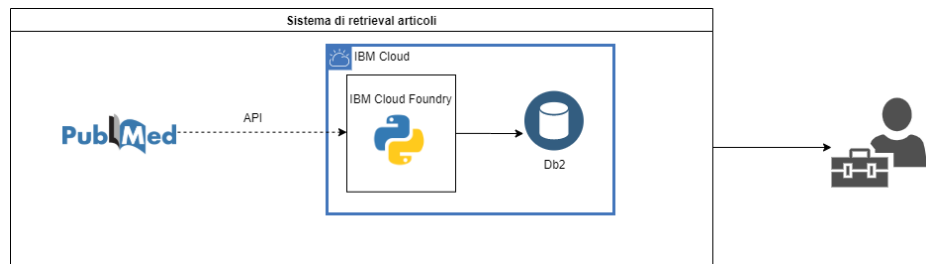 Sistema di retrieval articoli
IBM Cloud
IBM Cloud Foundry
PubMed
API
Db2